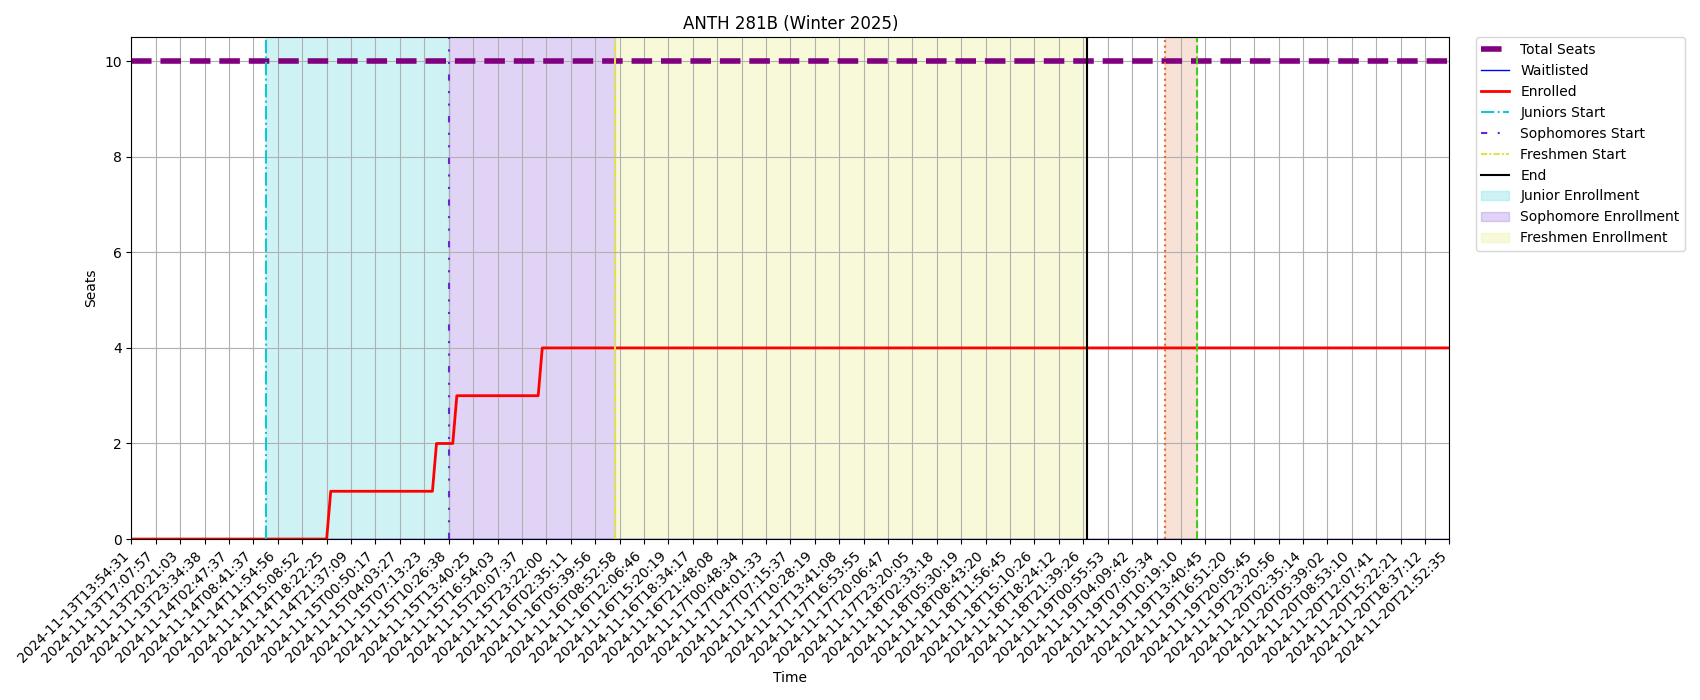 ANTH 281B (Winter 2025)
Seats
10
8
6
4
2
0
2024-11-13T13:54:31
2024-11-13T17:07:57
2024-11-13T20:21:03
2024-11-13T23:34:38
2024-11-14T02:47:37
2024-11-14T08:41:37
2024-11-14T11:54:56
2024-11-14T15:08:52
2024-11-14T18:22:25
2024-11-14T21:37:09
2024-11-15T00:50:17
2024-11-15T04:03:27
2024-11-15T07:13:23
2024-11-15T10:26:38
2024-11-15T13:40:25
2024-11-15T16:54:03
2024-11-15T20:07:37
2024-11-15T23:22:00
2024-11-16T02:35:11
2024-11-16T05:39:56
2024-11-16T08:52:58
2024-11-16T12:06:46
2024-11-16T15:20:19
2024-11-16T18:34:17
2024-11-16T21:48:08
2024-11-17T00:48:34
2024-11-17T04:01:33
2024-11-17T07:15:37
2024-11-17T10:28:19
2024-11-17T13:41:08
2024-11-17T16:53:55
2024-11-17T20:06:47
2024-11-17T23:20:05
2024-11-18T02:33:18
2024-11-18T05:30:19
2024-11-18T08:43:20
2024-11-18T11:56:45
2024-11-18T15:10:26
2024-11-18T18:24:12
2024-11-18T21:39:26
2024-11-19T00:55:53
2024-11-19T04:09:42
2024-11-19T07:05:34
2024-11-19T10:19:10
2024-11-19T13:40:45
2024-11-19T16:51:20
2024-11-19T20:05:45
2024-11-19T23:20:56
2024-11-20T02:35:14
2024-11-20T05:39:02
2024-11-20T08:53:10
2024-11-20T12:07:41
2024-11-20T15:22:21
2024-11-20T18:37:12
2024-11-20T21:52:35
Time
Total Seats
Waitlisted
Enrolled
Juniors Start
Sophomores Start
Freshmen Start
End
Junior Enrollment
Sophomore Enrollment
Freshmen Enrollment